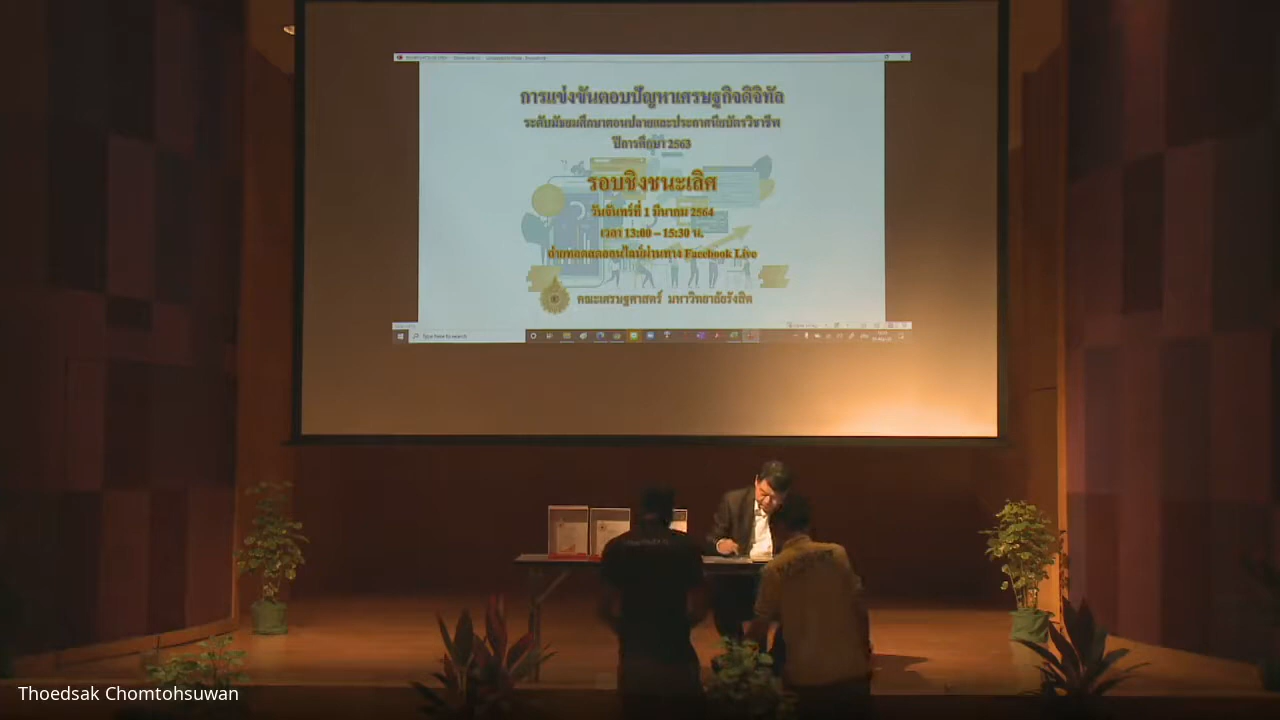 การแข่งขันตอบปัญหาเศรษฐกิจดิจิทัล
ระดับมัธยมศึกษาตอนปลายและประกาศนียบัตรวิชาชีพ
ปีการศึกษา 2563
รอบชิงชนะเลิศ
วันจันทร์ที่ 1 มีนาคม 2564
เวลา 13:00 – 15:30 น.
ถ่ายทอดสดออนไลน์ผ่านทาง Facebook Live
คณะเศรษฐศาสตร์ มหาวิทยาลัยรังสิต
Type here to search
Thoedsak Chomtohsuwan